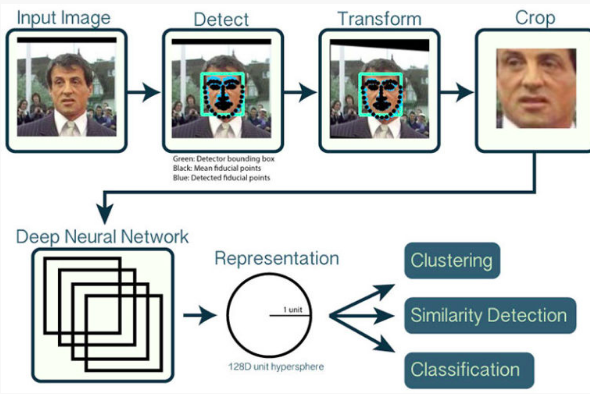 Input Image
Detect
Transform
Crop
Green: Detector bounding box
Black: Mean fiducial points
Blue: Detected fiducial points
Deep Neural Network
Representation
1 unit
128D unit hypersphere
Clustering
Similarity Detection
Classification